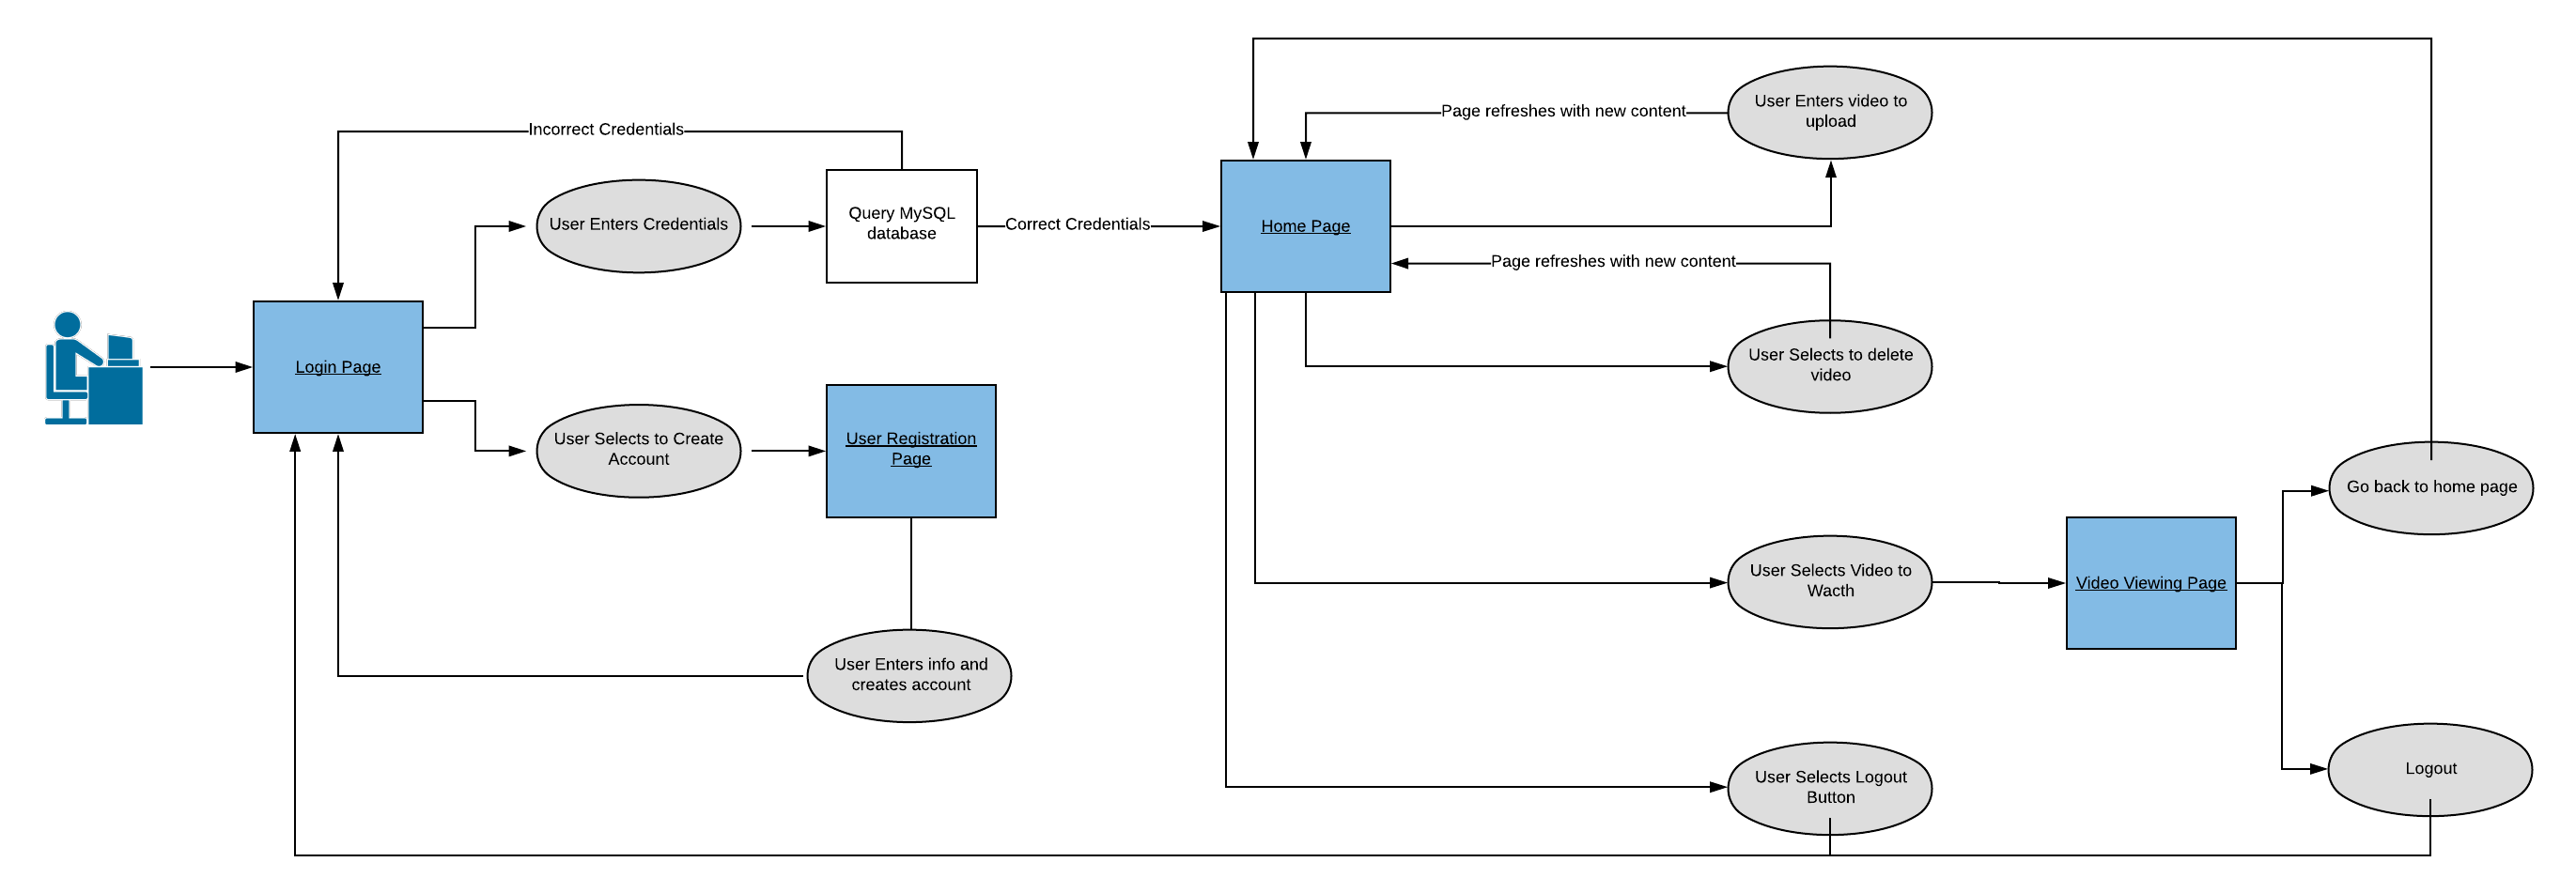 Incorrect Credentials
User Enters Credentials
Query MySQL
database
Correct Credentials
Login Page
User Selects to Create
Account
User Registration
Page
User Enters info and
creates account
Home Page
Page refreshes with new content
User Enters video to
upload
Page refreshes with new content
User Selects to delete
video
User Selects Video to
Wacth
Video Viewing Page
Go back to home page
User Selects Logout
Button
Logout